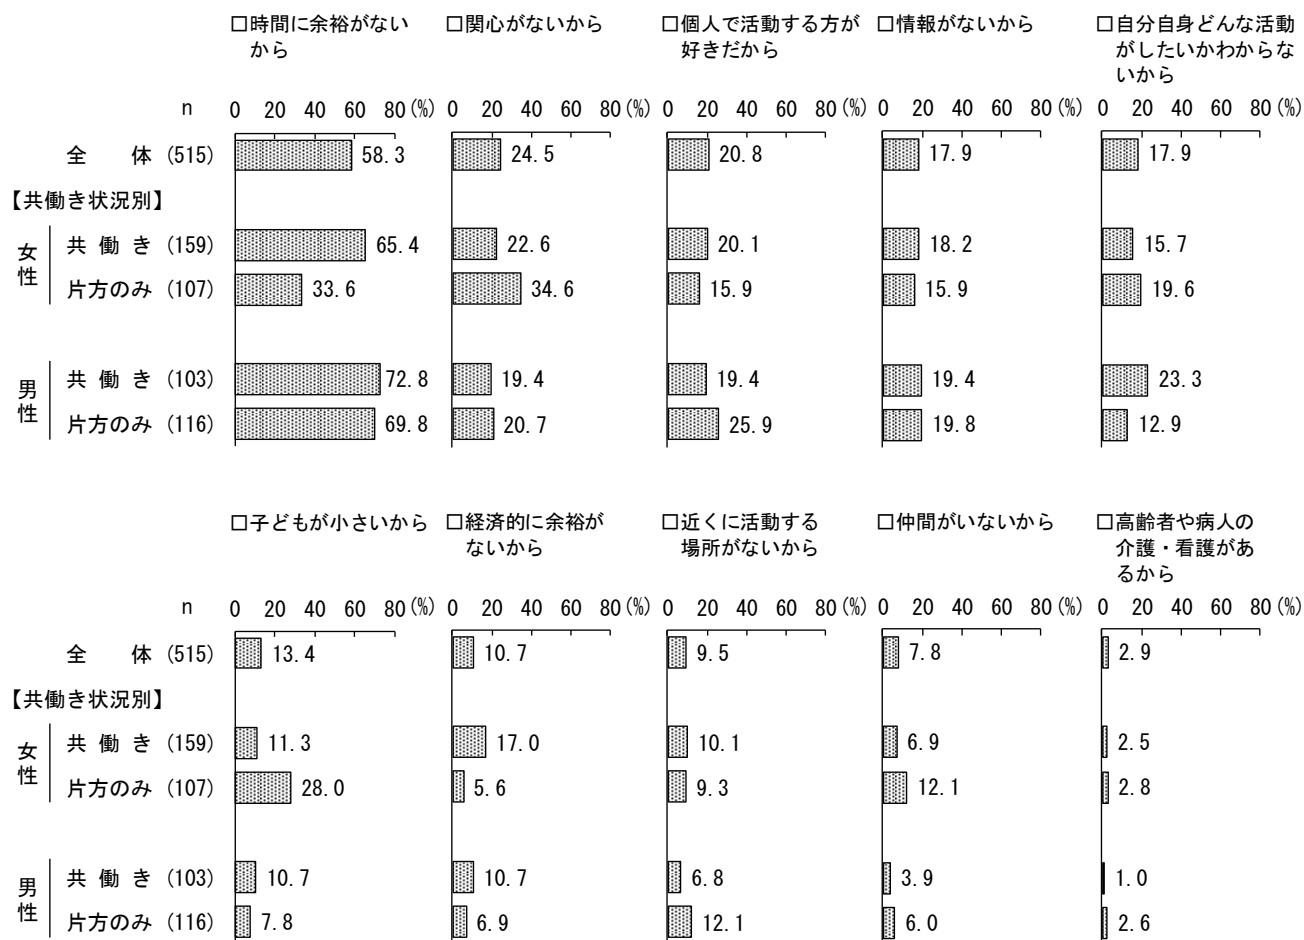 □時間に余裕がない
から
□関心がないから
□個人で活動する方が
好きだから
□情報がないから
□自分自身どんな活動
がしたいかわからな
いから
n 0 20 40 60 80(%) 0 20 40 60 80(%) 0 20 40 60 80(%) 0 20 40 60 80(%) 0 20 40 60 80(%)
全 体 (515) 58.3 24.5 20.8 17.9 17.9
【共働き状況別】
女性
共 働 き (159) 65.4 22.6 20.1 18.2 15.7
片方のみ (107) 33.6 34.6 15.9 15.9 19.6
男性
共 働 き (103) 72.8 19.4 19.4 19.4 23.3
片方のみ (116) 69.8 20.7 25.9 19.8 12.9
□子どもが小さいから
□経済的に余裕が
ないから
□近くに活動する
場所がないから
□仲間がいないから
□高齢者や病人の
介護・看護があ
るから
n 0 20 40 60 80(%) 0 20 40 60 80(%) 0 20 40 60 80(%) 0 20 40 60 80(%) 0 20 40 60 80(%)
全 体 (515) 13.4 10.7 9.5 7.8 2.9
【共働き状況別】
女性
共 働 き (159) 11.3 17.0 10.1 6.9 2.5
片方のみ (107) 28.0 5.6 9.3 12.1 2.8
男性
共 働 き (103) 10.7 10.7 6.8 3.9 1.0
片方のみ (116) 7.8 6.9 12.1 6.0 2.6